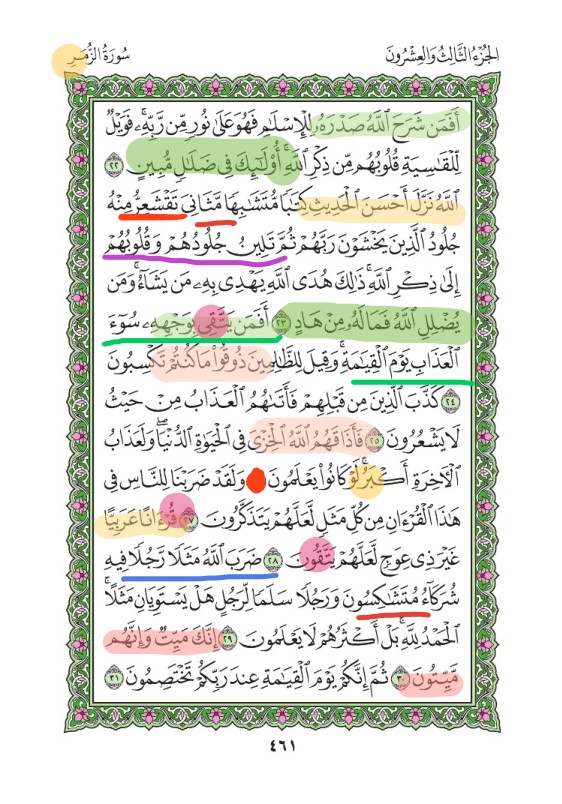 سُورَةُ الزُّمَرِ
الجُزْءُ الثَّالِثُ وَالعِشْرُونَ
أَفَمَن شَرَحَ ٱللَّهُ صَدْرَهُۥ لِلْإِسْلَٰمِ فَهُوَ عَلَىٰ نُورٍ مِّن رَّبِّهِۦ ۚ فَوَيْلٌ
لِّلْقَٰسِيَةِ قُلُوبُهُم مِّن ذِكْرِ ٱللَّهِ ۚ أُو۟لَٰٓئِكَ فِى ضَلَٰلٍ مُّبِينٍ ٢٢
ٱللَّهُ نَزَّلَ أَحْسَنَ ٱلْحَدِيثِ كِتَٰبًا مُّتَشَٰبِهًا مَّثَانِىَ تَقْشَعِرُّ مِنْهُ
جُلُودُ ٱلَّذِينَ يَخْشَوْنَ رَبَّهُمْ ثُمَّ تَلِينُ جُلُودُهُمْ وَقُلُوبُهُمْ
إِلَىٰ ذِكْرِ ٱللَّهِ ۚ ذَٰلِكَ هُدَى ٱللَّهِ يَهْدِى بِهِۦ مَن يَشَآءُ ۚ وَمَن
يُضْلِلِ ٱللَّهُ فَمَا لَهُۥ مِنْ هَادٍ ٢٣ أَفَمَن يَتَّقِى بِوَجْهِهِۦ سُوٓءَ
ٱلْعَذَابِ يَوْمَ ٱلْقِيَٰمَةِ ۚ وَقِيلَ لِلظَّٰلِمِينَ ذُوقُوا۟ مَا كُنتُمْ تَكْسِبُونَ
٢٤ كَذَّبَ ٱلَّذِينَ مِن قَبْلِهِمْ فَأَتَىٰهُمُ ٱلْعَذَابُ مِنْ حَيْثُ
لَا يَشْعُرُونَ ٢٥ فَأَذَاقَهُمُ ٱللَّهُ ٱلْخِزْىَ فِى ٱلْحَيَوٰةِ ٱلدُّنْيَا ۖ وَلَعَذَابُ
ٱلْءَاخِرَةِ أَكْبَرُ ۚ لَوْ كَانُوا۟ يَعْلَمُونَ وَلَقَدْ ضَرَبْنَا لِلنَّاسِ فِى
هَٰذَا ٱلْقُرْءَانِ مِن كُلِّ مَثَلٍ لَّعَلَّهُمْ يَتَذَكَّرُونَ ٢٧ قُرْءَانًا عَرَبِيًّا
غَيْرَ ذِى عِوَجٍ لَّعَلَّهُمْ يَتَّقُونَ ٢٨ ضَرَبَ ٱللَّهُ مَثَلًا رَّجُلًا فِيهِ
شُرَكَآءُ مُتَشَٰكِسُونَ وَرَجُلًا سَلَمًا لِّرَجُلٍ هَلْ يَسْتَوِيَانِ مَثَلًا ۚ
ٱلْحَمْدُ لِلَّهِ ۚ بَلْ أَكْثَرُهُمْ لَا يَعْلَمُونَ ٢٩ إِنَّكَ مَيِّتٌ وَإِنَّهُم
مَّيِّتُونَ ٣٠ ثُمَّ إِنَّكُمْ يَوْمَ ٱلْقِيَٰمَةِ عِندَ رَبِّكُمْ تَخْتَصِمُونَ ٣١
٤٦١